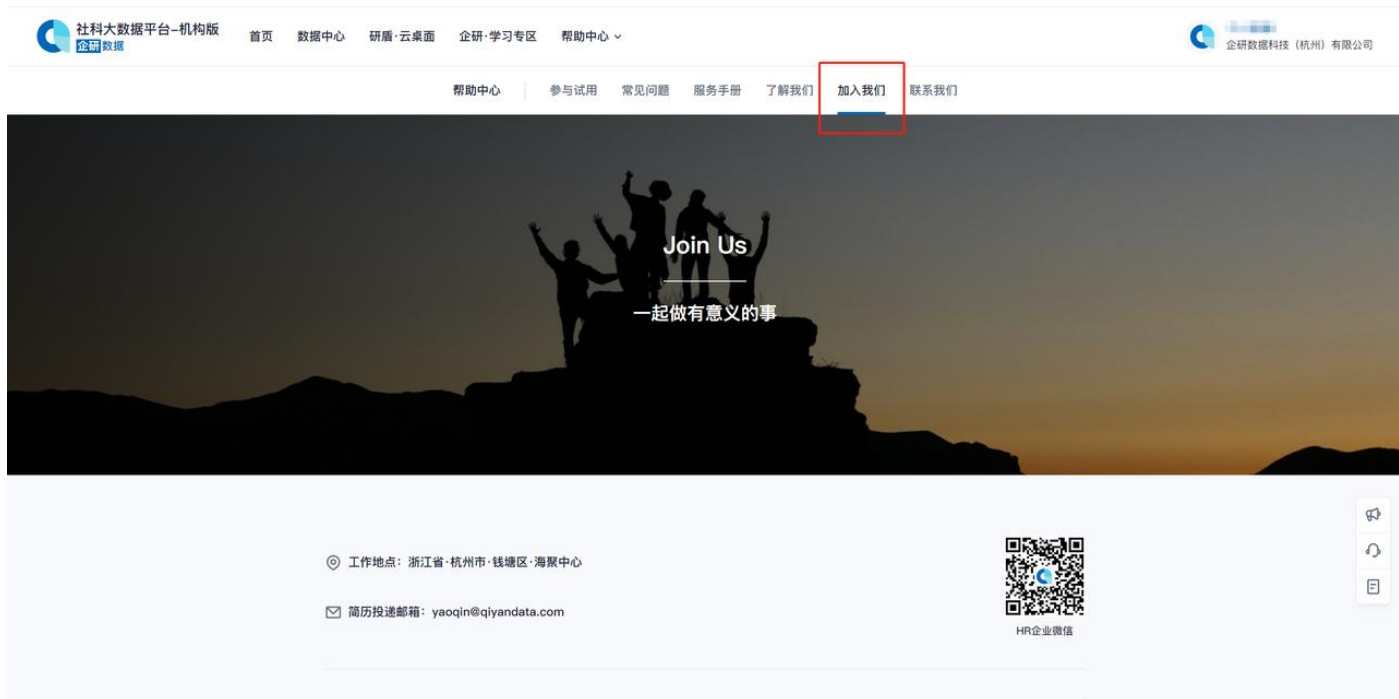 社科大数据平台-机构版
企研数据
首页 数据中心 研盾·云桌面 企研·学习专区 帮助中心
企研数据科技（杭州）有限公司
帮助中心 参与试用 常见问题 服务手册 了解我们 加入我们 联系我们
Join Us
一起做有意义的事
工作地点：浙江省·杭州市·钱塘区·海聚中心
简历投递邮箱：yaoqin@qiyandata.com
HR企业微信